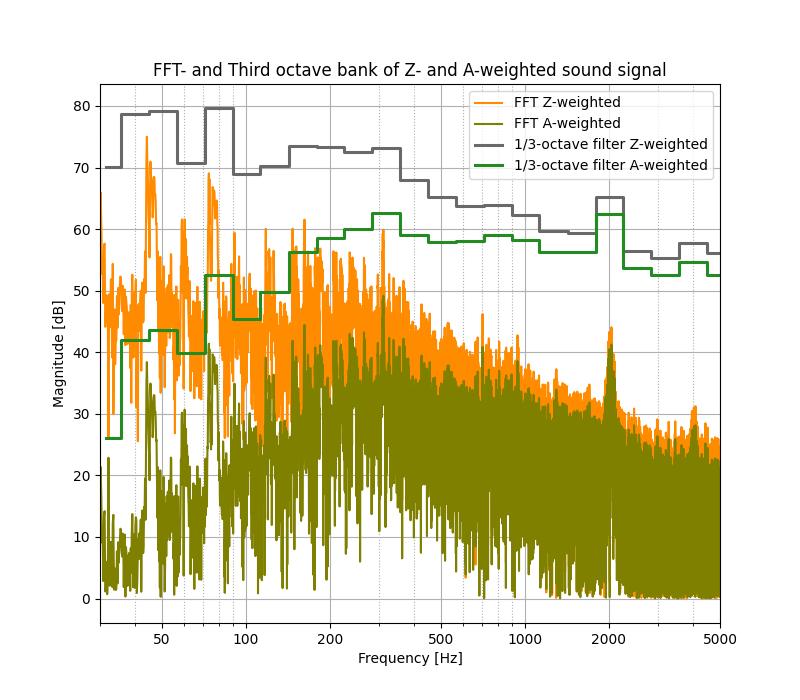 FFT- and Third octave bank of Z- and A-weighted sound signal
FFT Z-weighted
FFT A-weighted
1/3-octave filter Z-weighted
1/3-octave filter A-weighted
80
70
60
50
40
30
20
10
0
Magnitude [dB]
50 100 200 500 1000 2000 5000
Frequency [Hz]